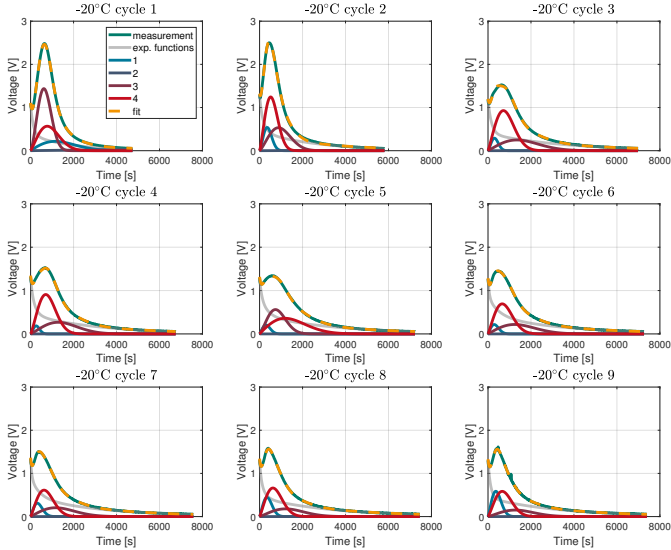 -20°C cycle 1
-20°C cycle 2
-20°C cycle 3
Voltage [V]
3
2
1
0
measurement
exp. functions
1
2
3
4
fit
0 2000 4000 6000 8000
Time [s]
Voltage [V]
3
2
1
0
0 2000 4000 6000 8000
Time [s]
Voltage [V]
3
2
1
0
0 2000 4000 6000 8000
Time [s]
-20°C cycle 4
-20°C cycle 5
-20°C cycle 6
Voltage [V]
3
2
1
0
0 2000 4000 6000 8000
Time [s]
Voltage [V]
3
2
1
0
0 2000 4000 6000 8000
Time [s]
Voltage [V]
3
2
1
0
0 2000 4000 6000 8000
Time [s]
-20°C cycle 7
-20°C cycle 8
-20°C cycle 9
Voltage [V]
3
2
1
0
0 2000 4000 6000 8000
Time [s]
Voltage [V]
3
2
1
0
0 2000 4000 6000 8000
Time [s]
Voltage [V]
3
2
1
0
0 2000 4000 6000 8000
Time [s]